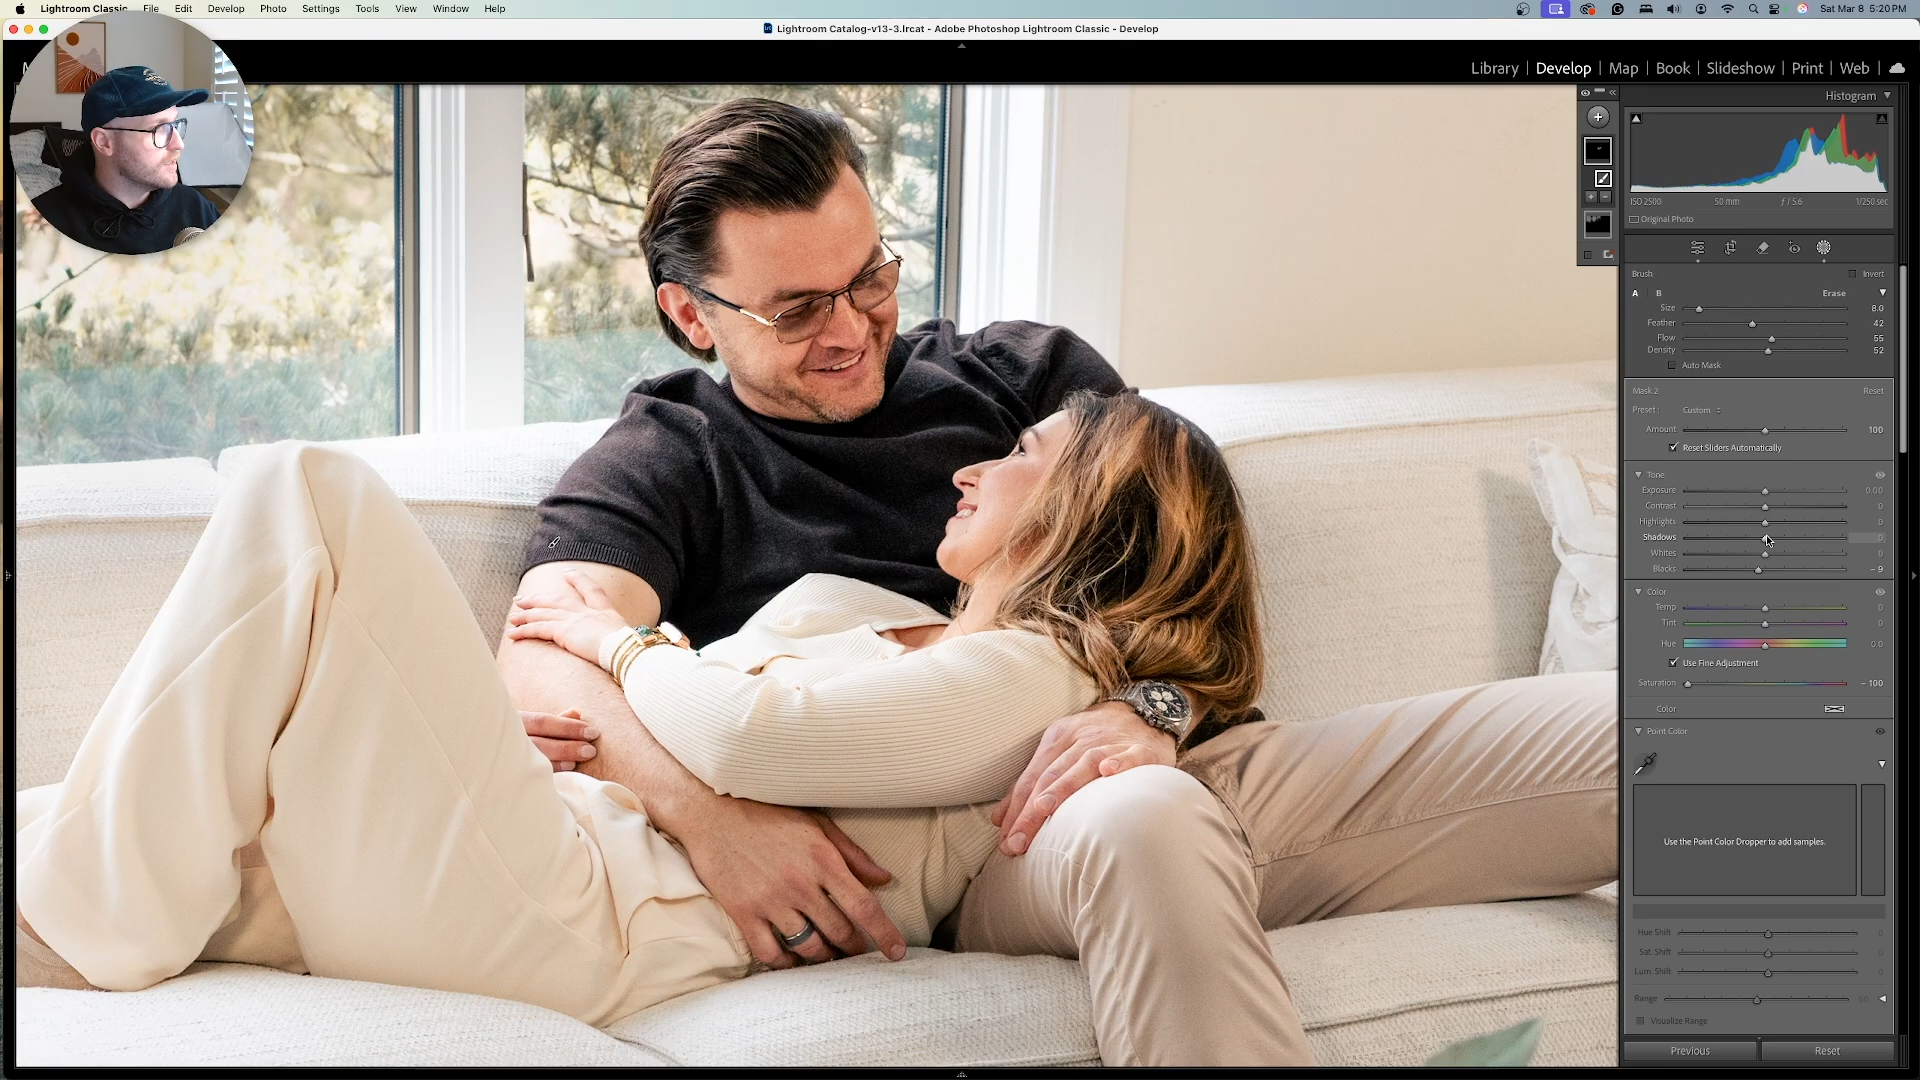 Lightroom Classic File Edit Develop Photo Settings Tools View Window Help Sat Mar 8 5:20 PM
Lightroom Catalog-v13-3.lrcat - Adobe Photoshop Lightroom Classic - Develop
Library | Develop | Map | Book | Slideshow | Print | Web |
Histogram
ISO 2500 50 mm ƒ / 5.6 1/250 sec
Original Photo
Brush Invert
A B Erase
Size 8.0
Feather 42
Flow 55
Density 52
Auto Mask
Mask 2 Reset
Preset : Custom
Amount 100
Reset Sliders Automatically
Tone
Exposure 0.00
Contrast 0
Highlights 0
Shadows 0
Whites 0
Blacks - 9
Color
Temp 0
Tint 0
Hue 0.0
Use Fine Adjustment
Saturation - 100
Color
Point Color
Use the Point Color Dropper to add samples.
Hue Shift 0
Sat. Shift 0
Lum. Shift 0
Range 50
Visualize Range
Previous Reset